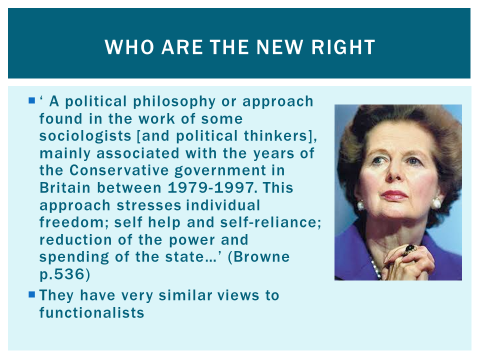 WHO ARE THE NEW RIGHT
‘ A political philosophy or approach
found in the work of some
sociologists [and political thinkers],
mainly associated with the years of
the Conservative government in
Britain between 1979-1997. This
approach stresses individual
freedom; self help and self-reliance;
reduction of the power and
spending of the state…’ (Browne
p.536)
They have very similar views to
functionalists